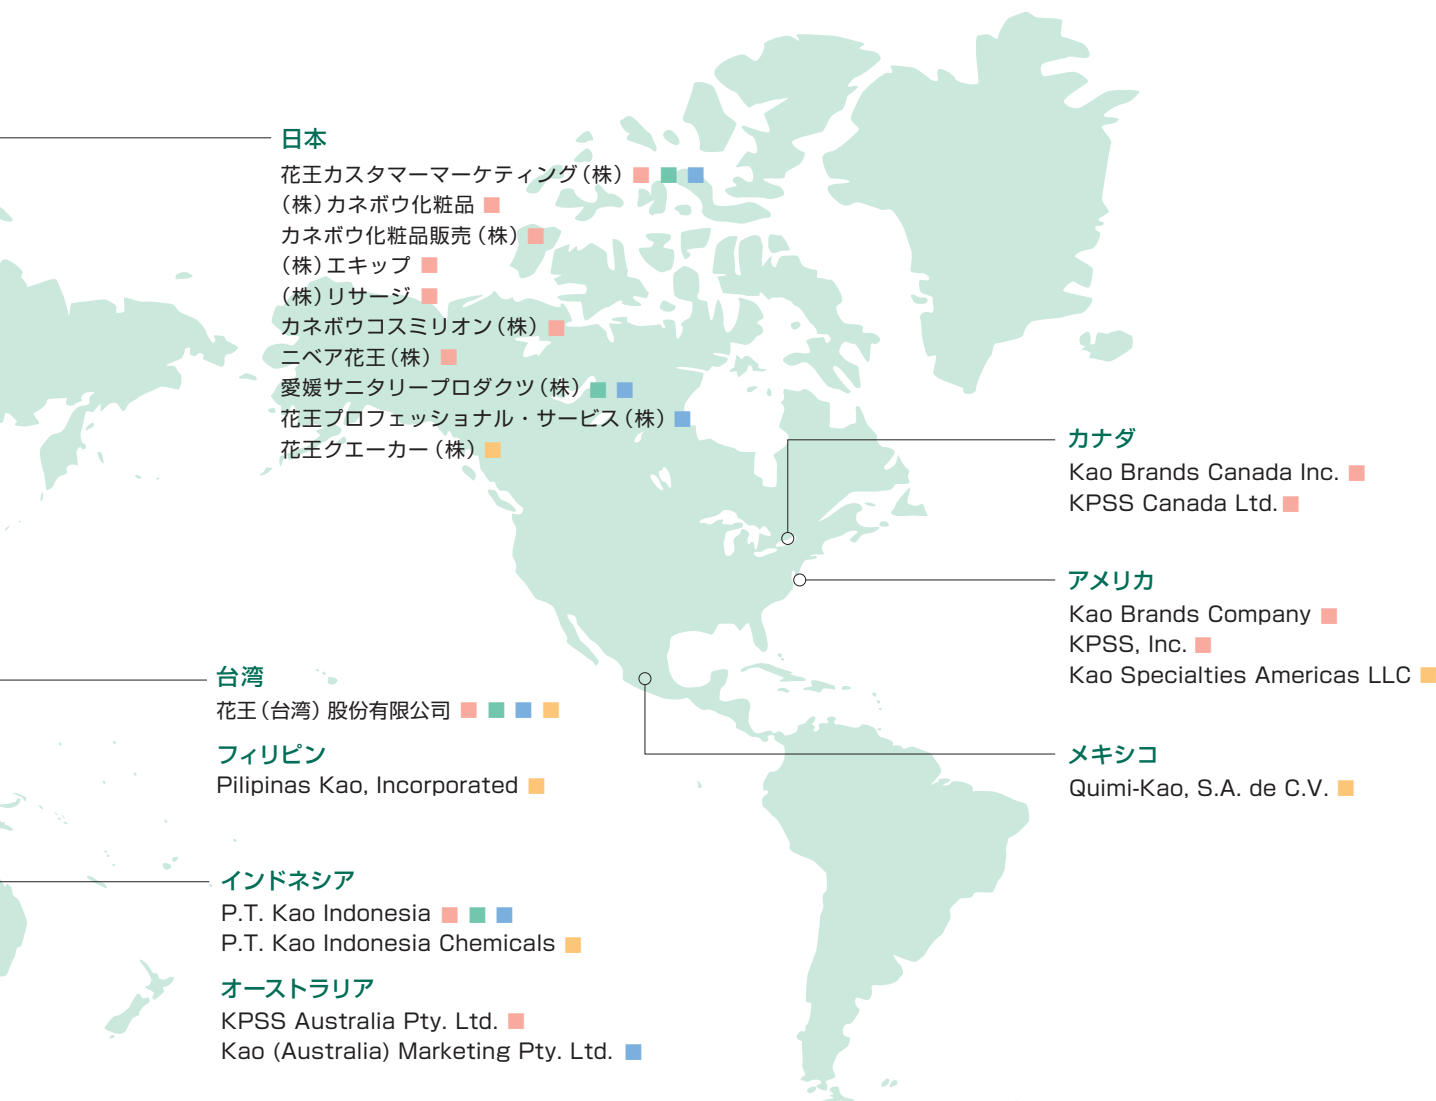 日本
花王カスタマーマーケティング(株)
(株)カネボウ化粧品
カネボウ化粧品販売(株)
(株)エキップ
(株)リサージ
カネボウコスミリオン(株)
ニベア花王(株)
愛媛サニタリープロダクツ(株)
花王プロフェッショナル・サービス(株)
花王クエーカー(株)
台湾
花王(台湾)股份有限公司
フィリピン
Pilipinas Kao, Incorporated
インドネシア
P.T. Kao Indonesia
P.T. Kao Indonesia Chemicals
オーストラリア
KPSS Australia Pty. Ltd.
Kao (Australia) Marketing Pty. Ltd.
カナダ
Kao Brands Canada Inc.
KPSS Canada Ltd.
アメリカ
Kao Brands Company
KPSS, Inc.
Kao Specialties Americas LLC
メキシコ
Quimi-Kao, S.A. de C.V.